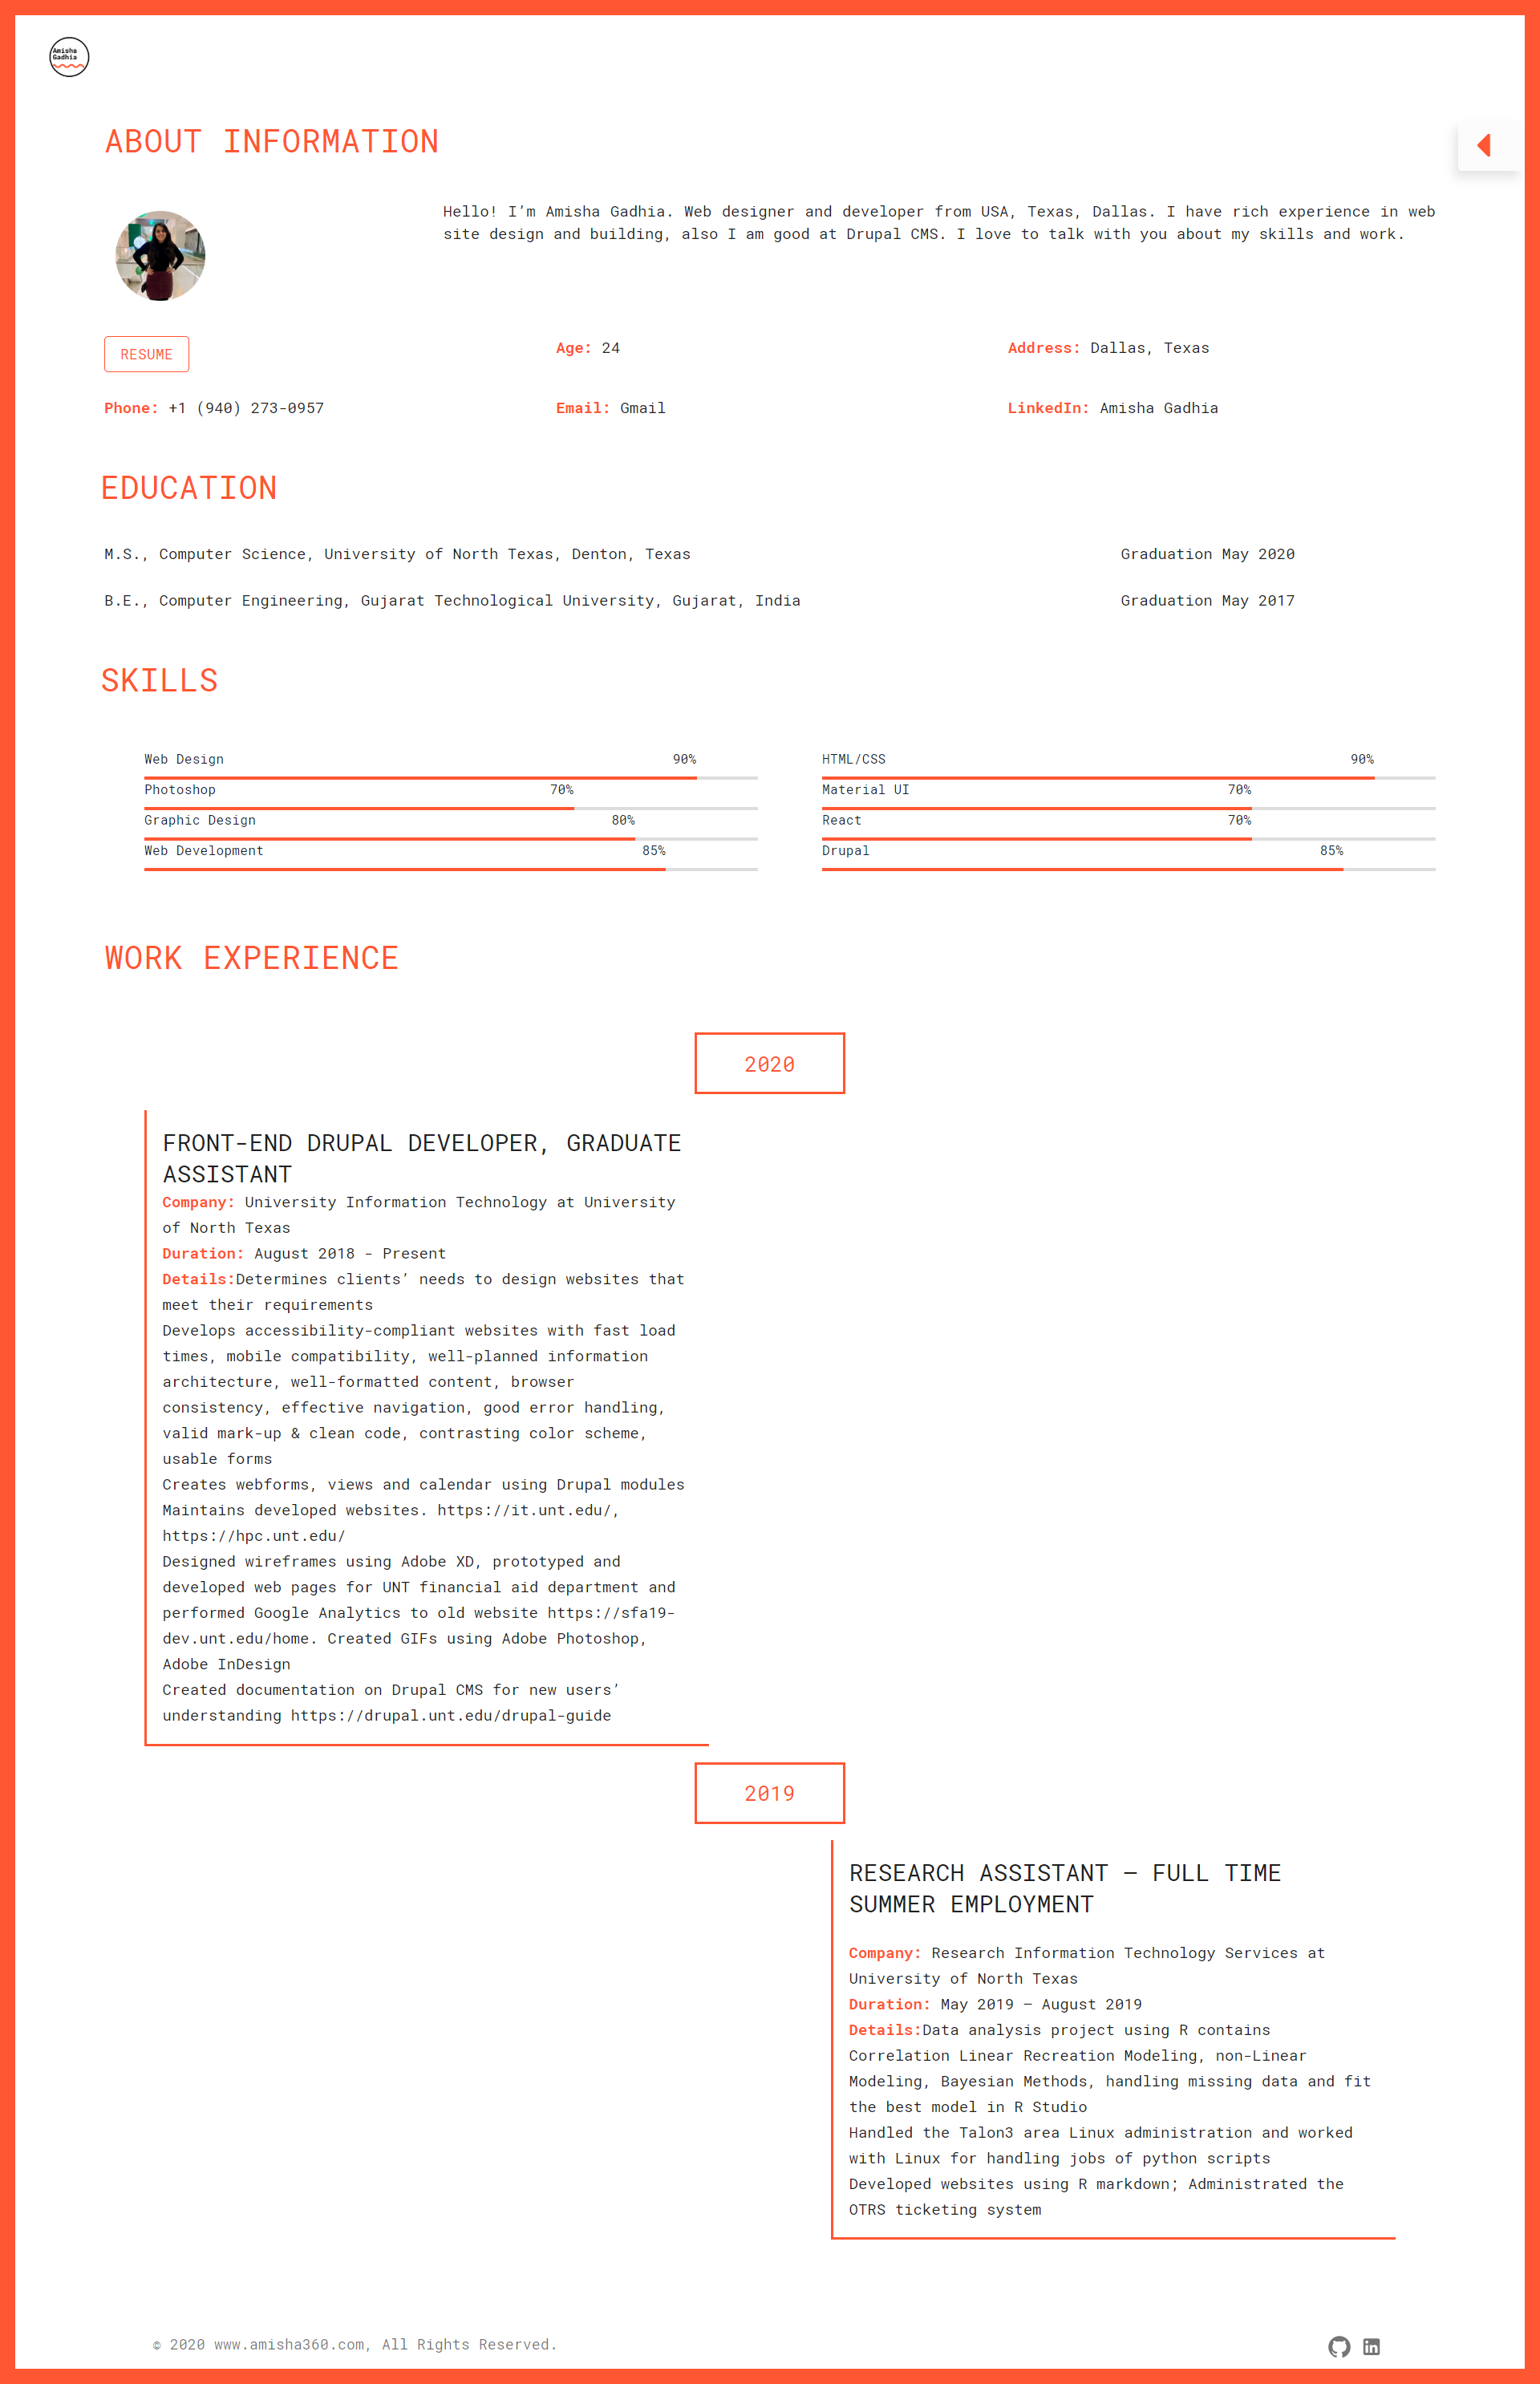 Amisha
Gadhia
ABOUT INFORMATION
Hello! I’m Amisha Gadhia. Web designer and developer from USA, Texas, Dallas. I have rich experience in web
site design and building, also I am good at Drupal CMS. I love to talk with you about my skills and work.
RESUME
Age: 24
Address: Dallas, Texas
Phone: +1 (940) 273-0957
Email: Gmail
LinkedIn: Amisha Gadhia
EDUCATION
M.S., Computer Science, University of North Texas, Denton, Texas
Graduation May 2020
B.E., Computer Engineering, Gujarat Technological University, Gujarat, India
Graduation May 2017
SKILLS
Web Design 90%
Photoshop 70%
Graphic Design 80%
Web Development 85%
HTML/CSS 90%
Material UI 70%
React 70%
Drupal 85%
WORK EXPERIENCE
2020
FRONT-END DRUPAL DEVELOPER, GRADUATE
ASSISTANT
Company: University Information Technology at University
of North Texas
Duration: August 2018 - Present
Details:Determines clients’ needs to design websites that
meet their requirements
Develops accessibility-compliant websites with fast load
times, mobile compatibility, well-planned information
architecture, well-formatted content, browser
consistency, effective navigation, good error handling,
valid mark-up & clean code, contrasting color scheme,
usable forms
Creates webforms, views and calendar using Drupal modules
Maintains developed websites. https://it.unt.edu/,
https://hpc.unt.edu/
Designed wireframes using Adobe XD, prototyped and
developed web pages for UNT financial aid department and
performed Google Analytics to old website https://sfa19-
dev.unt.edu/home. Created GIFs using Adobe Photoshop,
Adobe InDesign
Created documentation on Drupal CMS for new users’
understanding https://drupal.unt.edu/drupal-guide
2019
RESEARCH ASSISTANT – FULL TIME
SUMMER EMPLOYMENT
Company: Research Information Technology Services at
University of North Texas
Duration: May 2019 – August 2019
Details:Data analysis project using R contains
Correlation Linear Recreation Modeling, non-Linear
Modeling, Bayesian Methods, handling missing data and fit
the best model in R Studio
Handled the Talon3 area Linux administration and worked
with Linux for handling jobs of python scripts
Developed websites using R markdown; Administrated the
OTRS ticketing system
© 2020 www.amisha360.com, All Rights Reserved.
in